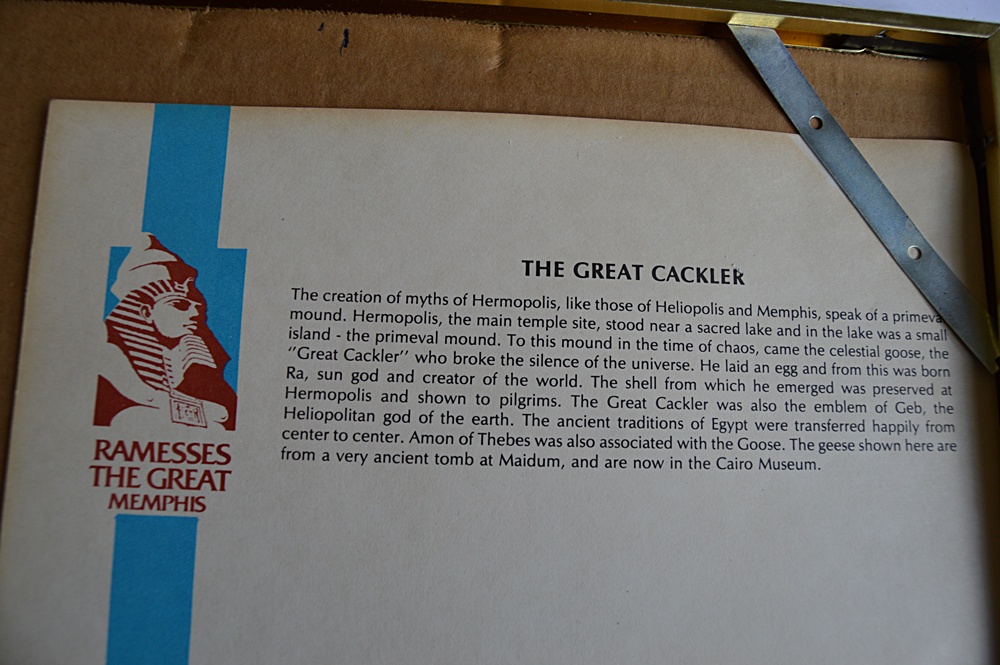 THE GREAT CACKLER
The creation of myths of Hermopolis, like those of Heliopolis and Memphis, speak of a primeval
mound. Hermopolis, the main temple site, stood near a sacred lake and in the lake was a small
island - the primeval mound. To this mound in the time of chaos, came the celestial goose, the
"Great Cackler" who broke the silence of the universe. He laid an egg and from this was born
Ra, sun god and creator of the world. The shell from which he emerged was preserved at
Hermopolis and shown to pilgrims. The Great Cackler was also the emblem of Geb, the
Heliopolitan god of the earth. The ancient traditions of Egypt were transferred happily from
center to center. Amon of Thebes was also associated with the Goose. The geese shown here are
from a very ancient tomb at Maidum, and are now in the Cairo Museum.
RAMESSES
THE GREAT
MEMPHIS